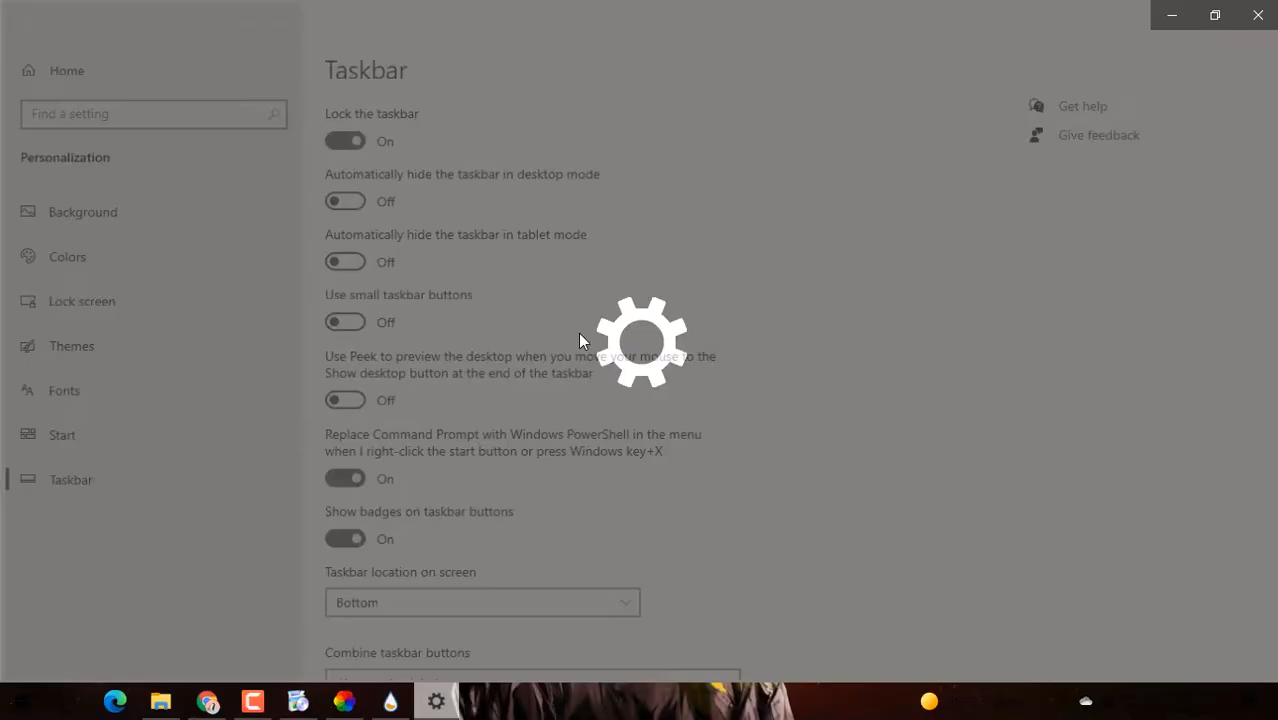 Home
Find a setting
Personalization
Background
Colors
Lock screen
Themes
Fonts
Start
Taskbar
Taskbar
Lock the taskbar
On
Automatically hide the taskbar in desktop mode
Off
Automatically hide the taskbar in tablet mode
Off
Use small taskbar buttons
Off
Use Peek to preview the desktop when you move your mouse to the
Show desktop button at the end of the taskbar
Off
Replace Command Prompt with Windows PowerShell in the menu
when I right-click the start button or press Windows key+X
On
Show badges on taskbar buttons
On
Taskbar location on screen
Bottom
Combine taskbar buttons
Get help
Give feedback